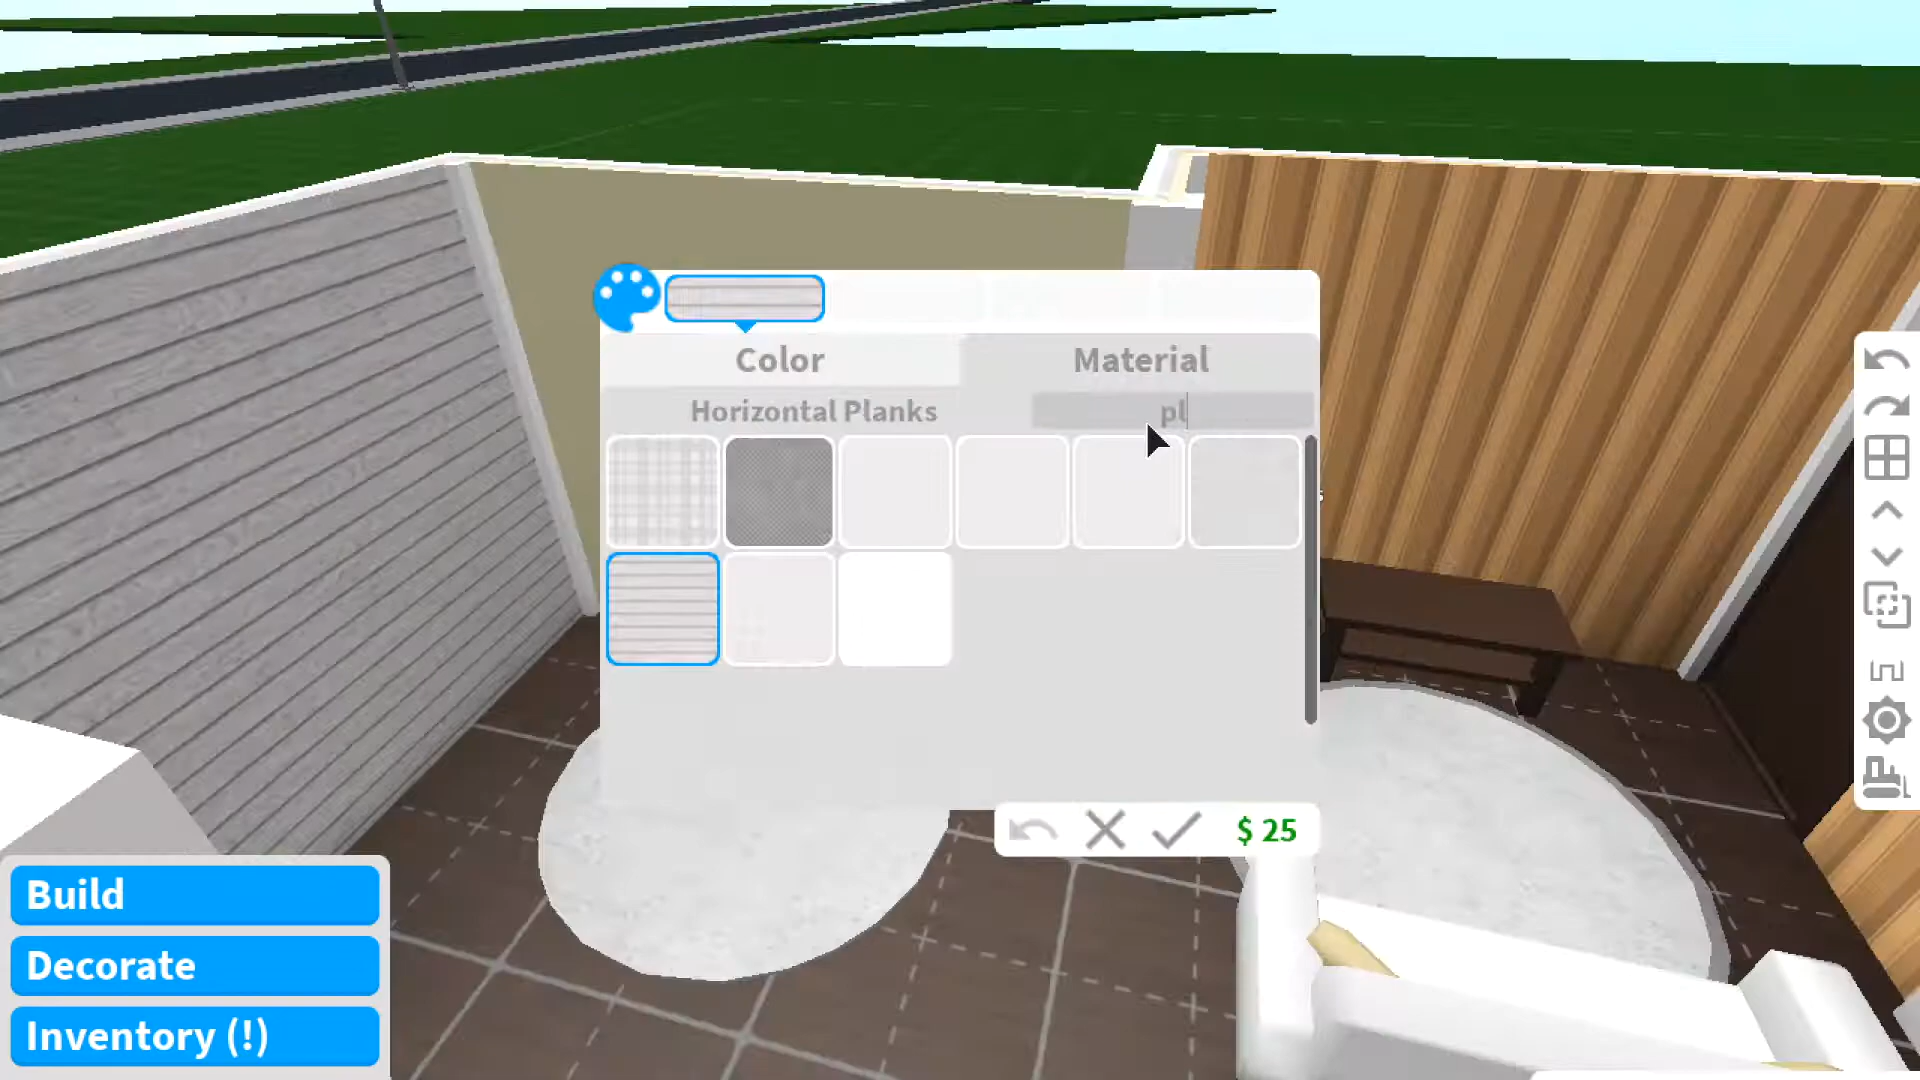 Color
Material
Horizontal Planks
pl
$ 25
Build
Decorate
Inventory (!)